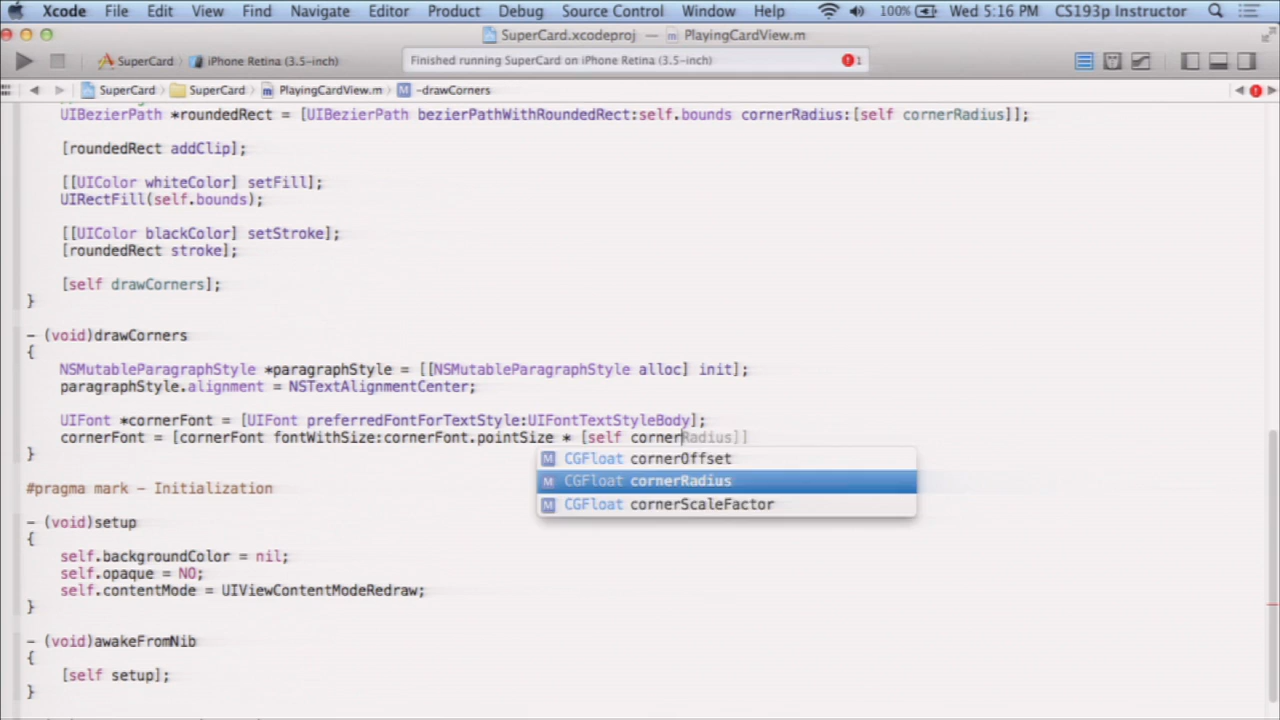 Xcode File Edit View Find Navigate Editor Product Debug Source Control Window Help 100% Wed 5:16 PM CS193p Instructor
SuperCard.xcodeproj — PlayingCardView.m
SuperCard iPhone Retina (3.5-inch) Finished running SuperCard on iPhone Retina (3.5-inch) 1
SuperCard SuperCard PlayingCardView.m M -drawCorners
UIBezierPath *roundedRect = [UIBezierPath bezierPathWithRoundedRect:self.bounds cornerRadius:[self cornerRadius]];
[roundedRect addClip];
[[UIColor whiteColor] setFill];
UIRectFill(self.bounds);
[[UIColor blackColor] setStroke];
[roundedRect stroke];
[self drawCorners];
}
- (void)drawCorners
{
NSMutableParagraphStyle *paragraphStyle = [[NSMutableParagraphStyle alloc] init];
paragraphStyle.alignment = NSTextAlignmentCenter;
UIFont *cornerFont = [UIFont preferredFontForTextStyle:UIFontTextStyleBody];
cornerFont = [cornerFont fontWithSize:cornerFont.pointSize * [self cornerRadius]]
M CGFloat cornerOffset
M CGFloat cornerRadius
M CGFloat cornerScaleFactor
}
#pragma mark - Initialization
- (void)setup
{
self.backgroundColor = nil;
self.opaque = NO;
self.contentMode = UIViewContentModeRedraw;
}
- (void)awakeFromNib
{
[self setup];
}